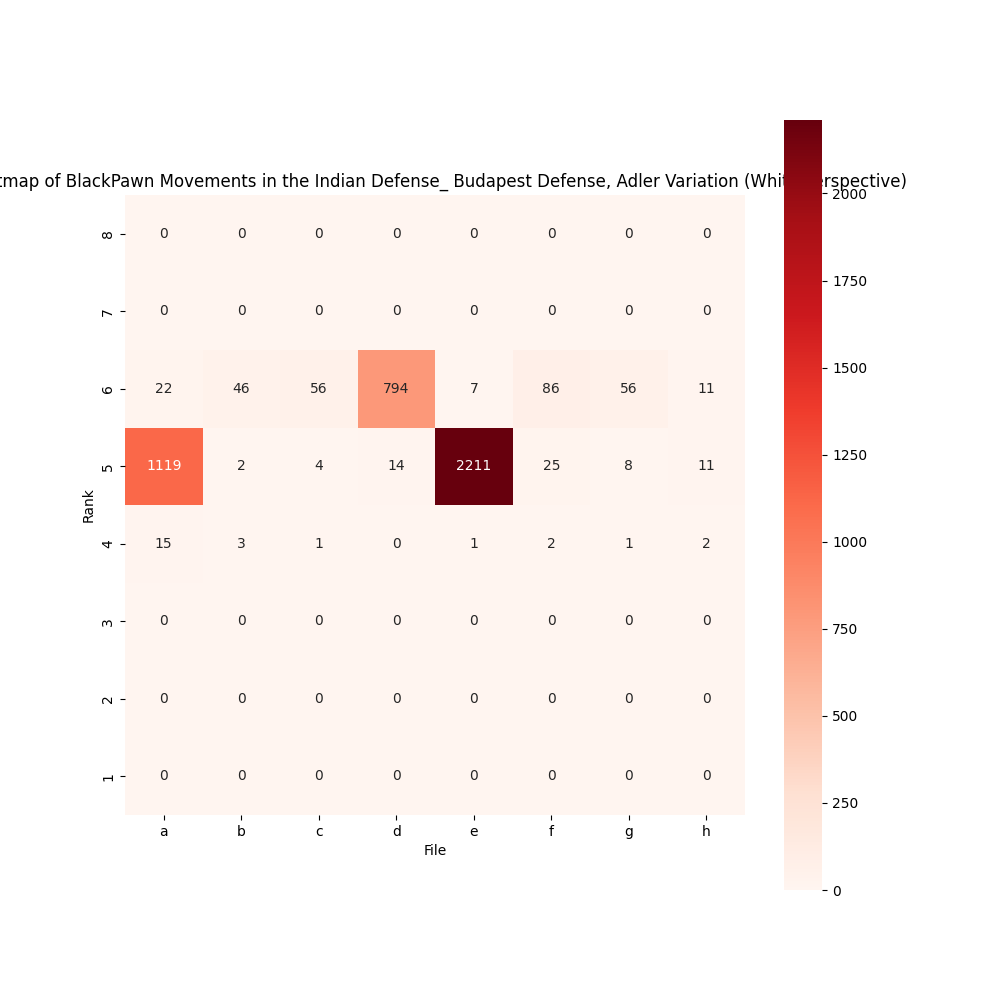 tmap of BlackPawn Movements in the Indian Defense_ Budapest Defense, Adler Variation (Whit erspective)
8 0 0 0 0 0 0 0 0
7 0 0 0 0 0 0 0 0
6 22 46 56 794 7 86 56 11
5 1119 2 4 14 2211 25 8 11
4 15 3 1 0 1 2 1 2
3 0 0 0 0 0 0 0 0
2 0 0 0 0 0 0 0 0
1 0 0 0 0 0 0 0 0
a b c d e f g h
File
Rank
2000
1750
1500
1250
1000
750
500
250
0